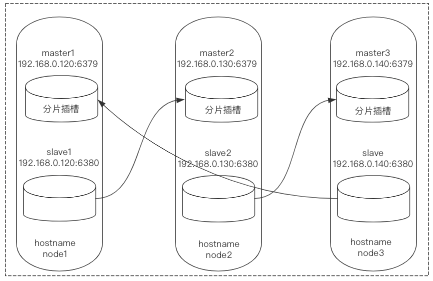 master1
192.168.0.120:6379
分片插槽
slave1
192.168.0.120:6380
hostname
node1
master2
192.168.0.130:6379
分片插槽
slave2
192.168.0.130:6380
hostname
node2
master3
192.168.0.140:6379
分片插槽
slave
192.168.0.140:6380
hostname
node3